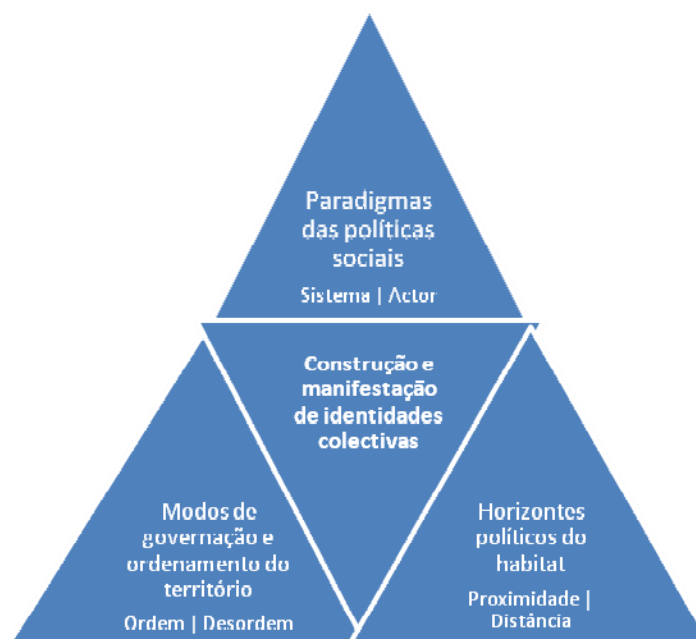 Paradigmas
das políticas
sociais
Sistema | Actor
Construção e
manifestação
de identidades
colectivas
Modos de
governação e
ordenamento do
território
Ordem | Desordem
Horizontes
políticos do
habitat
Proximidade |
Distância